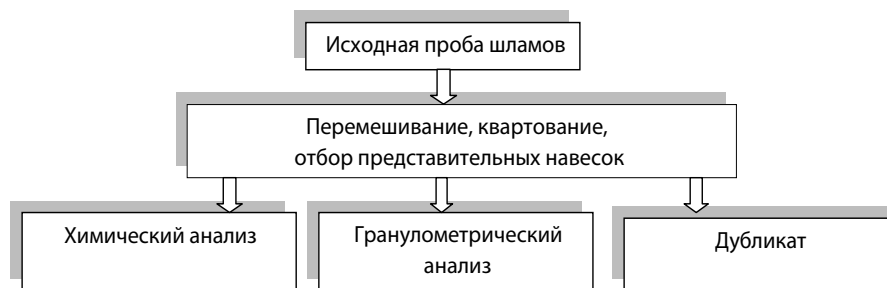 Исходная проба шламов
Перемешивание, квартование,
отбор представительных навесок
Химический анализ
Гранулометрический
анализ
Дубликат